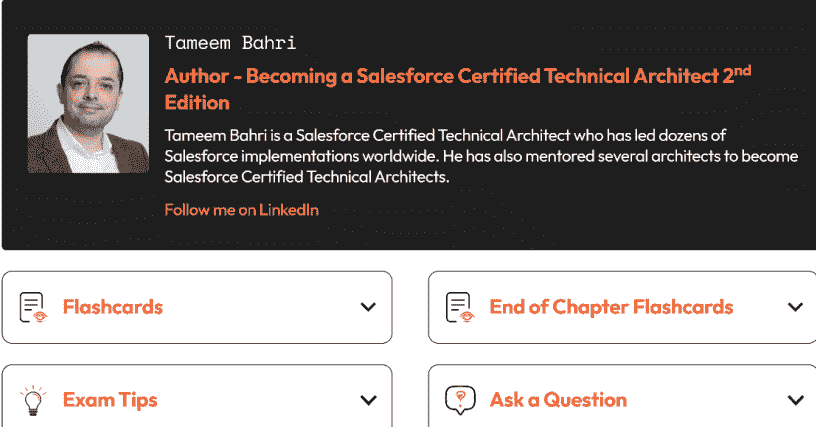 Tameem Bahri
Author - Becoming a Salesforce Certified Technical Architect 2nd
Edition
Tameem Bahri is a Salesforce Certified Technical Architect who has led dozens of
Salesforce implementations worldwide. He has also mentored several architects to become
Salesforce Certified Technical Architects.
Follow me on LinkedIn
Flashcards
End of Chapter Flashcards
Exam Tips
Ask a Question